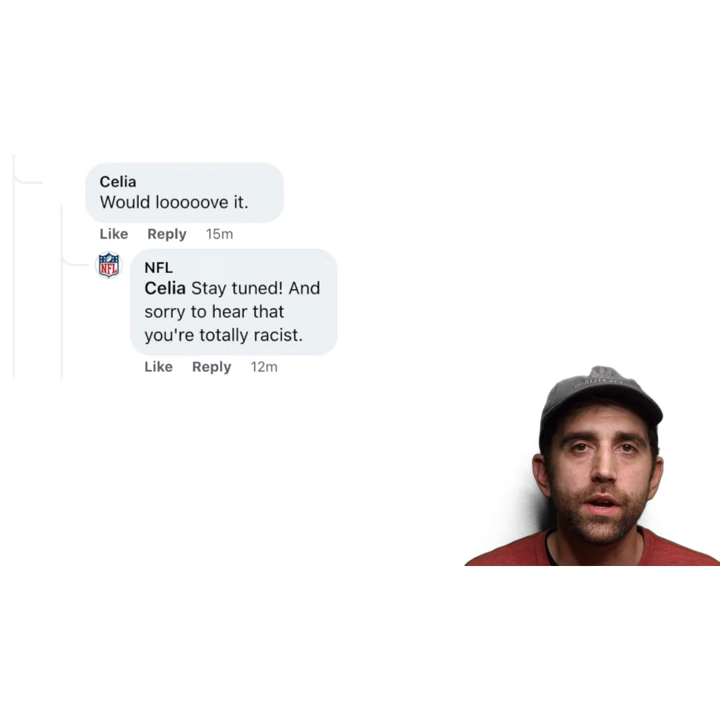 Celia
Would looooove it.
Like Reply 15m
NFL
NFL
Celia Stay tuned! And
sorry to hear that
you're totally racist.
Like Reply 12m